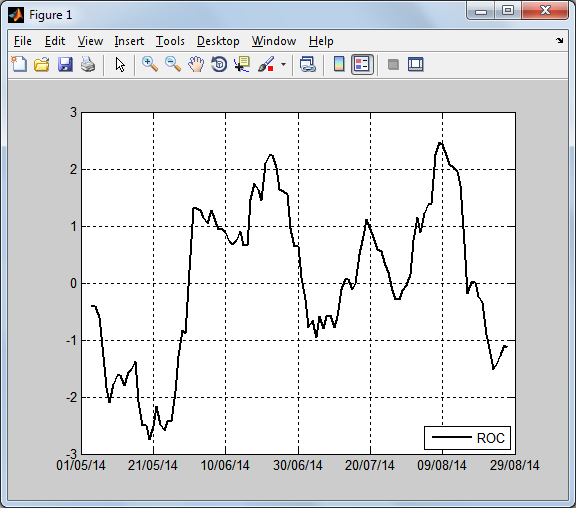 Figure 1
File Edit View Insert Tools Desktop Window Help
3
2
1
0
-1
-2
-3
ROC
01/05/14 21/05/14 10/06/14 30/06/14 20/07/14 09/08/14 29/08/14